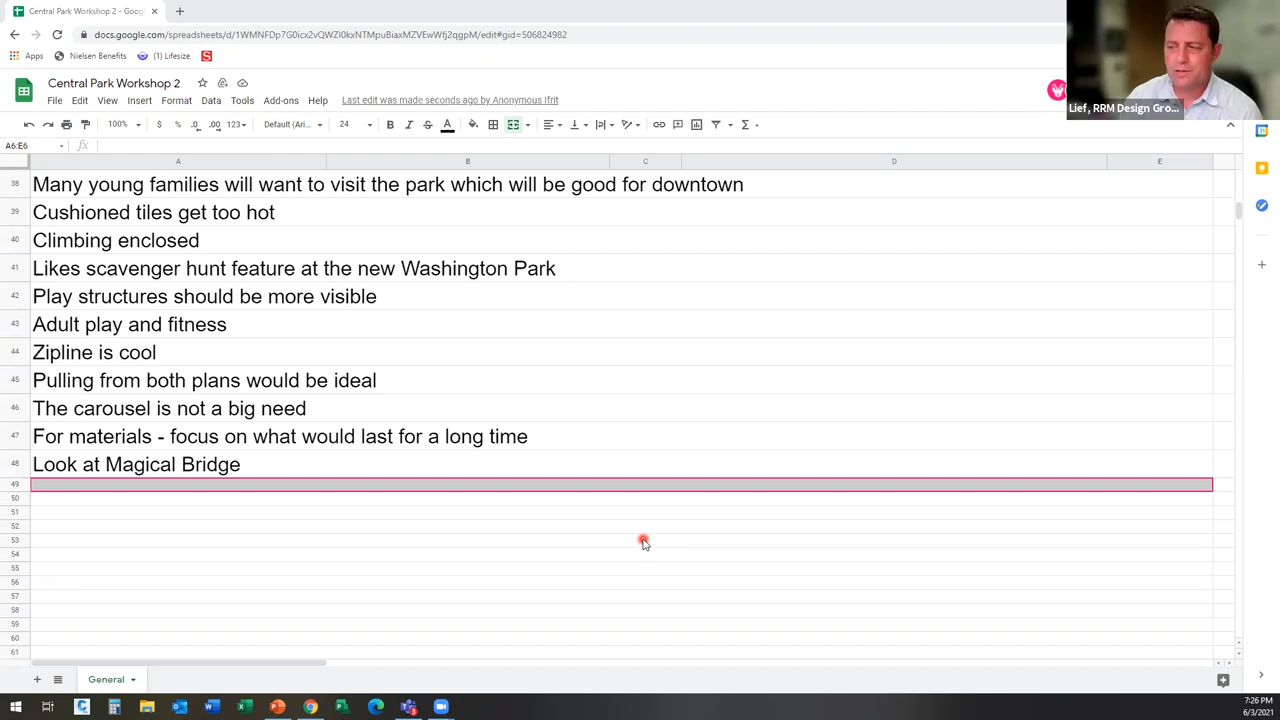 Central Park Workshop 2 - Goog
docs.google.com/spreadsheets/d/1WMNFDp7G0icx2vQWZI0kxNTMpuBiaxMZVEwWfj2qgpM/edit#gid=506824982
Apps
Nielsen Benefits
(1) Lifesize
S
Central Park Workshop 2
File Edit View Insert Format Data Tools Add-ons Help
Last edit was made seconds ago by Anonymous Ifrit
Lief, RRM Design Gro...
100% $ % .0 .00 123 Default (Ari... 24 B I S A
A6:E6 fx
A B C D E
38 Many young families will want to visit the park which will be good for downtown
39 Cushioned tiles get too hot
40 Climbing enclosed
41 Likes scavenger hunt feature at the new Washington Park
42 Play structures should be more visible
43 Adult play and fitness
44 Zipline is cool
45 Pulling from both plans would be ideal
46 The carousel is not a big need
47 For materials - focus on what would last for a long time
48 Look at Magical Bridge
49
50
51
52
53
54
55
56
57
58
59
60
61
General
7:26 PM
6/3/2021